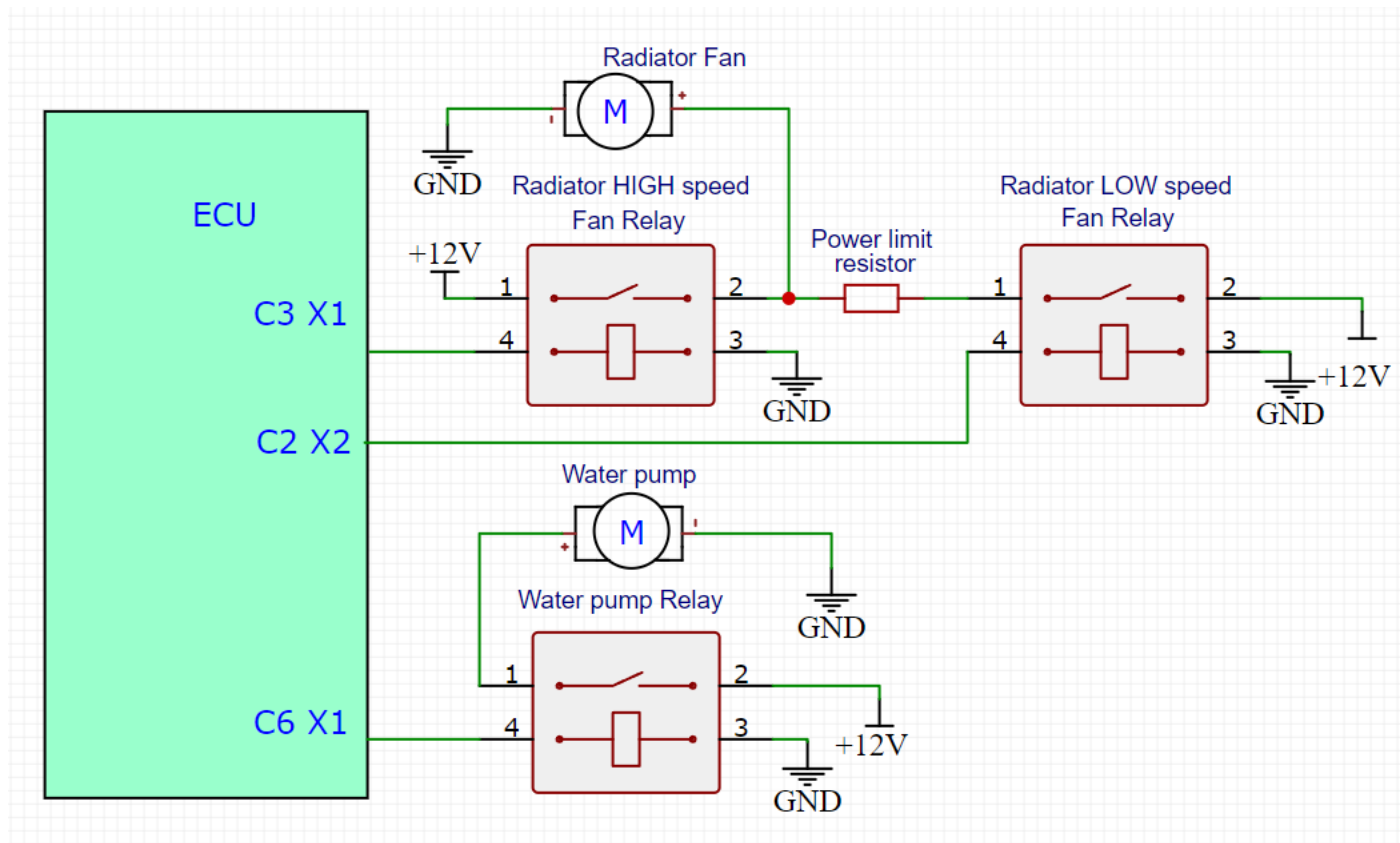 Radiator Fan
M
+
-
GND
ECU
Radiator HIGH speed
Fan Relay
Radiator LOW speed
Fan Relay
Power limit
resistor
+12V
1
2
1
2
C3 X1
4
3
4
3
GND
GND
+12V
C2 X2
Water pump
M
+
-
GND
Water pump Relay
1
2
C6 X1
4
3
+12V
GND